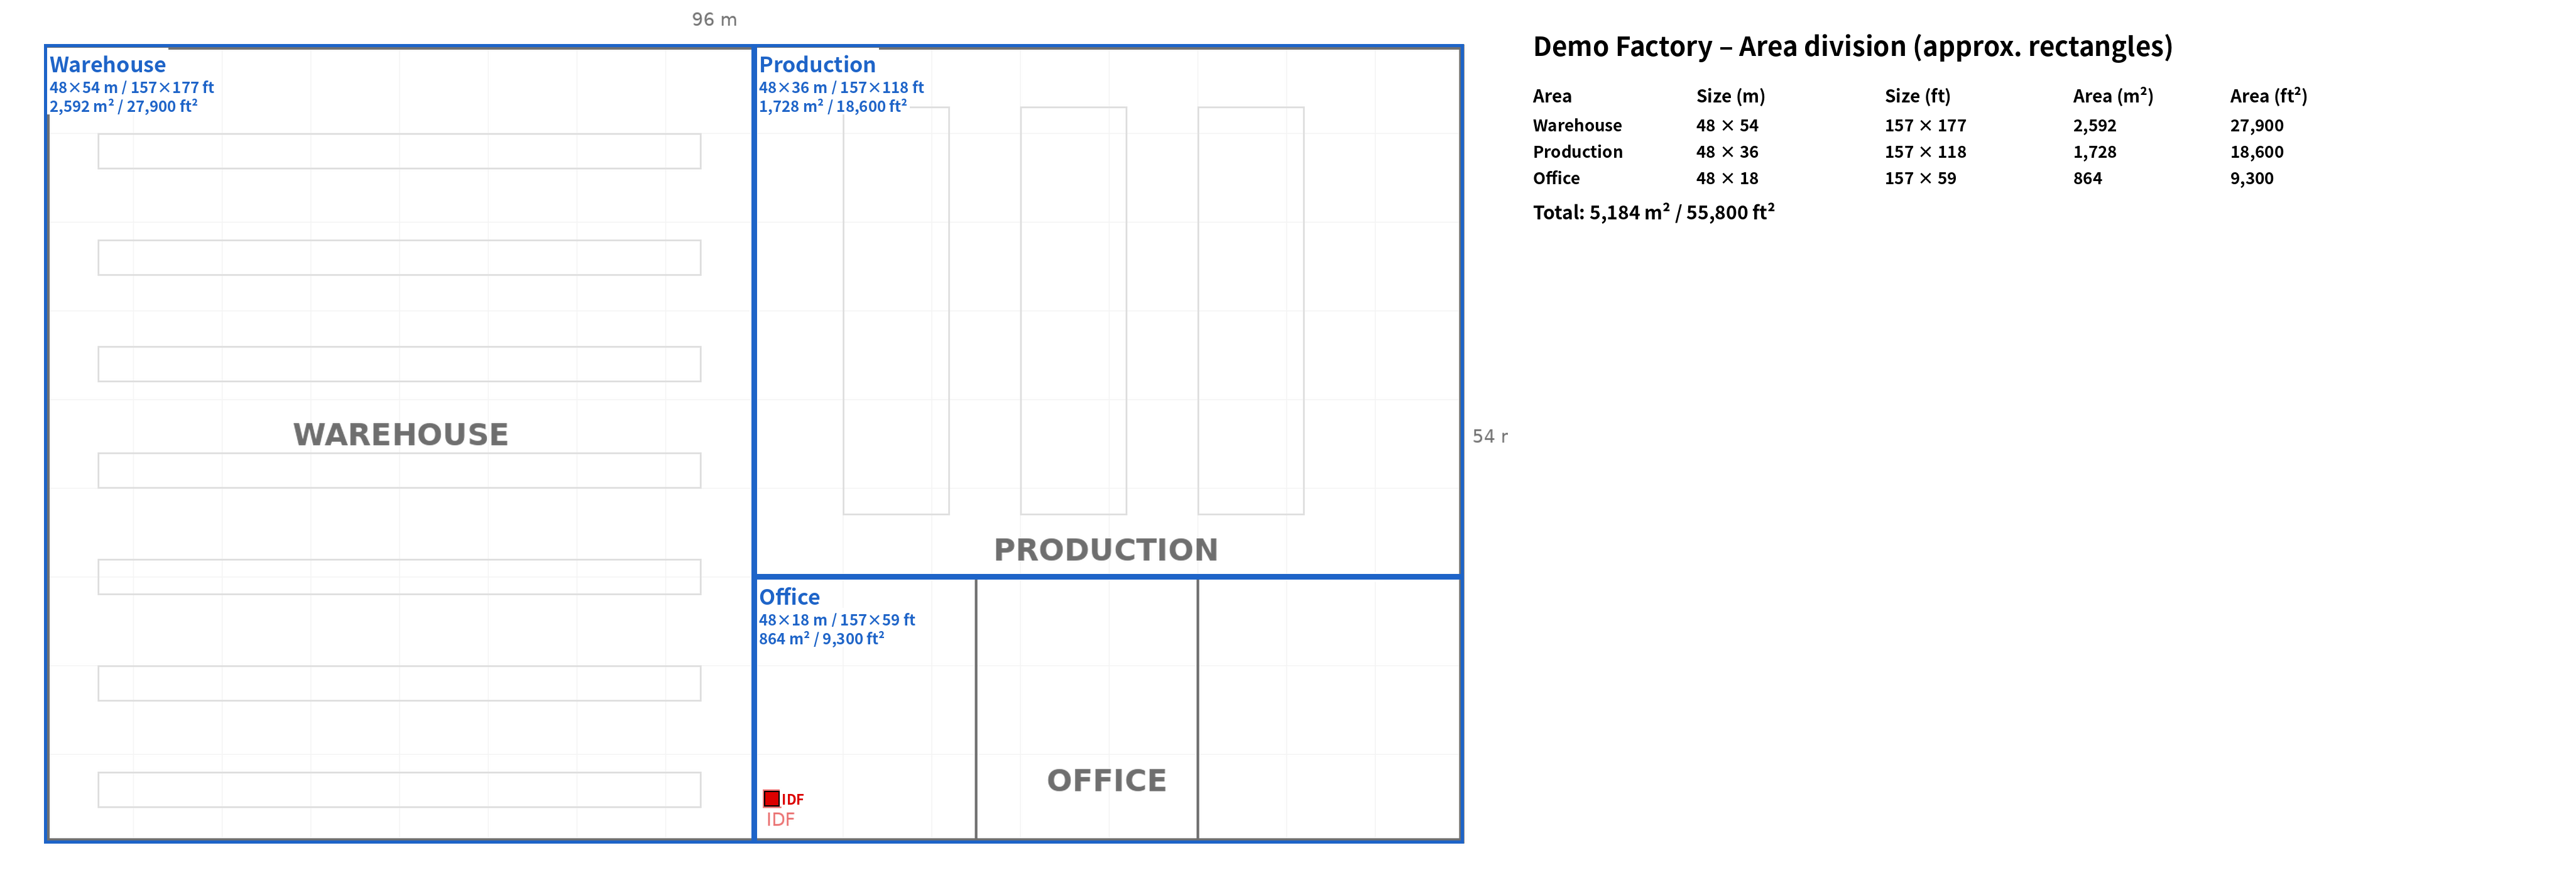 96 m
Warehouse
48×54 m / 157×177 ft
2,592 m² / 27,900 ft²
Production
48×36 m / 157×118 ft
1,728 m² / 18,600 ft²
WAREHOUSE
PRODUCTION
54 r
Office
48×18 m / 157×59 ft
864 m² / 9,300 ft²
OFFICE
IDF
IDF
Demo Factory – Area division (approx. rectangles)
Area Size (m) Size (ft) Area (m²) Area (ft²)
Warehouse 48 × 54 157 × 177 2,592 27,900
Production 48 × 36 157 × 118 1,728 18,600
Office 48 × 18 157 × 59 864 9,300
Total: 5,184 m² / 55,800 ft²